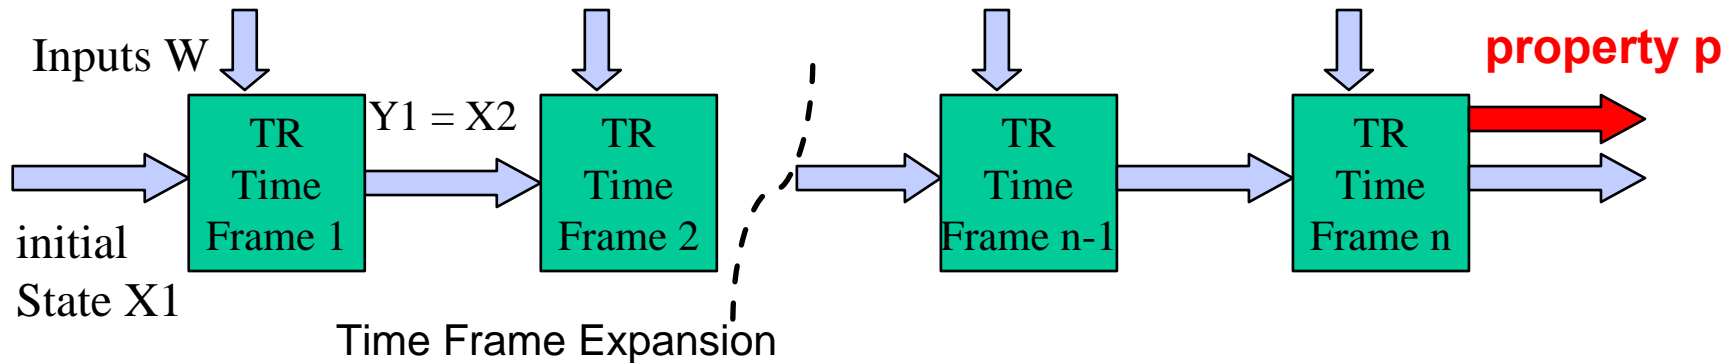 Inputs W
property p
TR
Time
Frame 1
Y1 = X2
TR
Time
Frame 2
TR
Time
Frame n-1
TR
Time
Frame n
initial
State X1
Time Frame Expansion